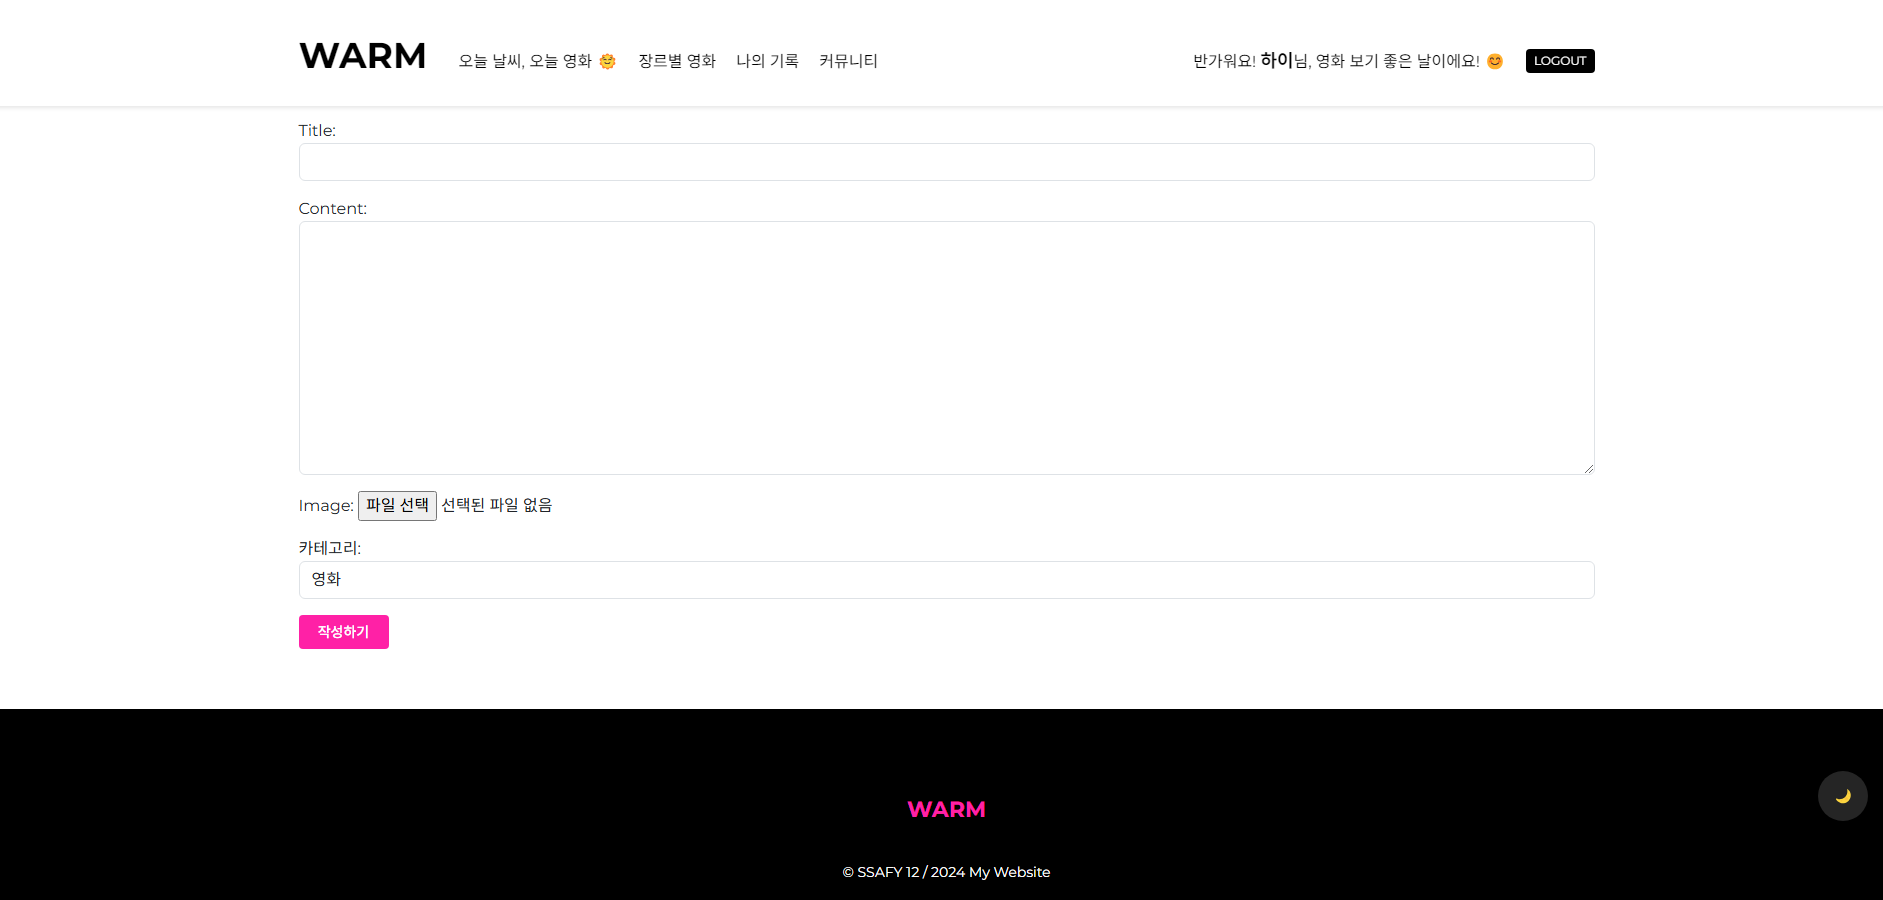 WARM 오늘 날씨, 오늘 영화 🌞 장르별 영화 나의 기록 커뮤니티 반가워요! 하이님, 영화 보기 좋은 날이에요! 😊 LOGOUT
Title:
Content:
Image: 파일 선택 선택된 파일 없음
카테고리:
영화
작성하기
WARM
🌙
© SSAFY 12 / 2024 My Website